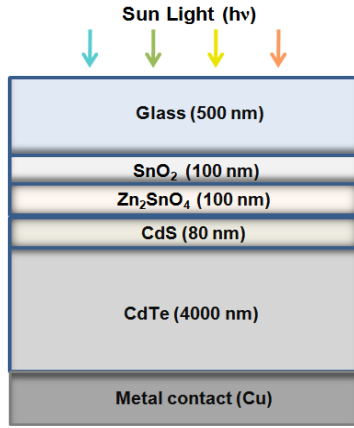 Sun Light (hν)
Glass (500 nm)
SnO₂ (100 nm)
Zn₂SnO₄ (100 nm)
CdS (80 nm)
CdTe (4000 nm)
Metal contact (Cu)